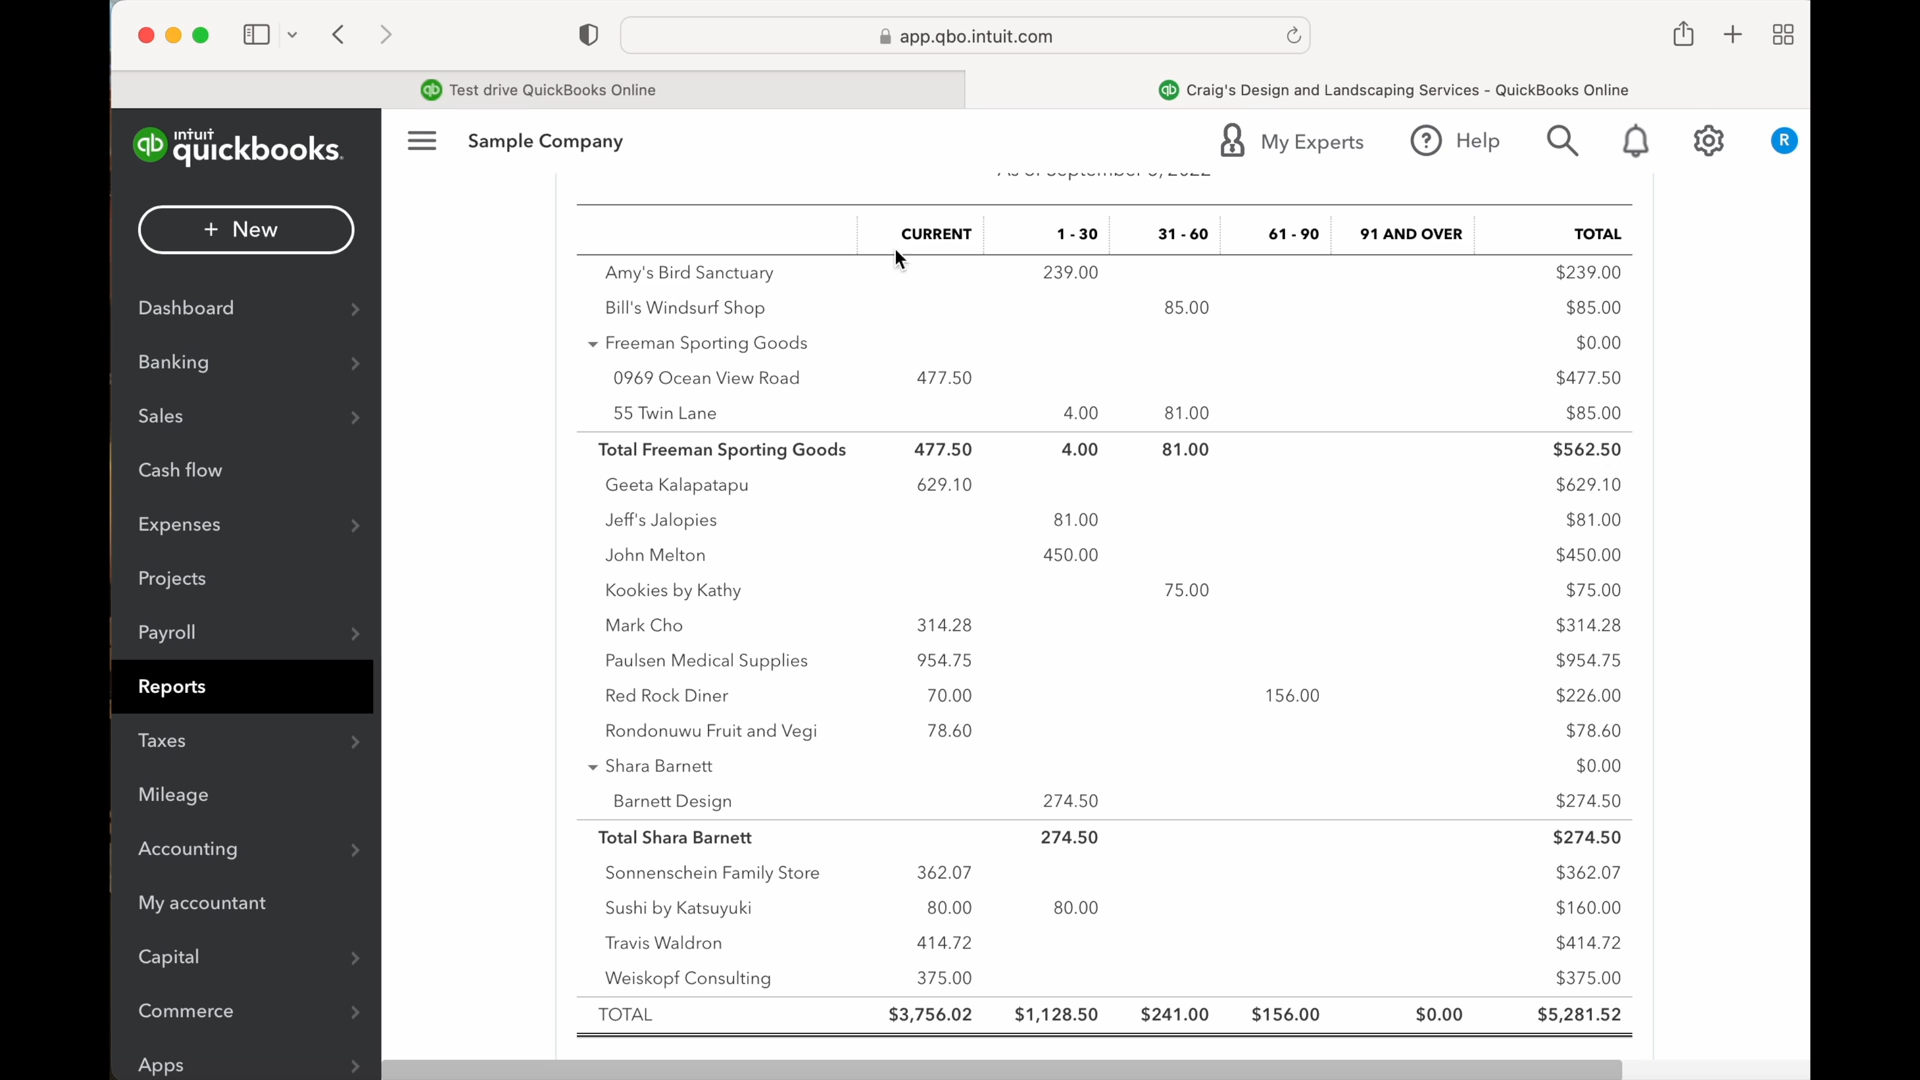 app.qbo.intuit.com
Test drive QuickBooks Online
Craig's Design and Landscaping Services - QuickBooks Online
intuit
quickbooks.
Sample Company
My Experts
Help
R
+ New
Dashboard
Banking
Sales
Cash flow
Expenses
Projects
Payroll
Reports
Taxes
Mileage
Accounting
My accountant
Capital
Commerce
Apps
As of September 8, 2022
CURRENT 1 - 30 31 - 60 61 - 90 91 AND OVER TOTAL
Amy's Bird Sanctuary 239.00 $239.00
Bill's Windsurf Shop 85.00 $85.00
Freeman Sporting Goods $0.00
0969 Ocean View Road 477.50 $477.50
55 Twin Lane 4.00 81.00 $85.00
Total Freeman Sporting Goods 477.50 4.00 81.00 $562.50
Geeta Kalapatapu 629.10 $629.10
Jeff's Jalopies 81.00 $81.00
John Melton 450.00 $450.00
Kookies by Kathy 75.00 $75.00
Mark Cho 314.28 $314.28
Paulsen Medical Supplies 954.75 $954.75
Red Rock Diner 70.00 156.00 $226.00
Rondonuwu Fruit and Vegi 78.60 $78.60
Shara Barnett $0.00
Barnett Design 274.50 $274.50
Total Shara Barnett 274.50 $274.50
Sonnenschein Family Store 362.07 $362.07
Sushi by Katsuyuki 80.00 80.00 $160.00
Travis Waldron 414.72 $414.72
Weiskopf Consulting 375.00 $375.00
TOTAL $3,756.02 $1,128.50 $241.00 $156.00 $0.00 $5,281.52